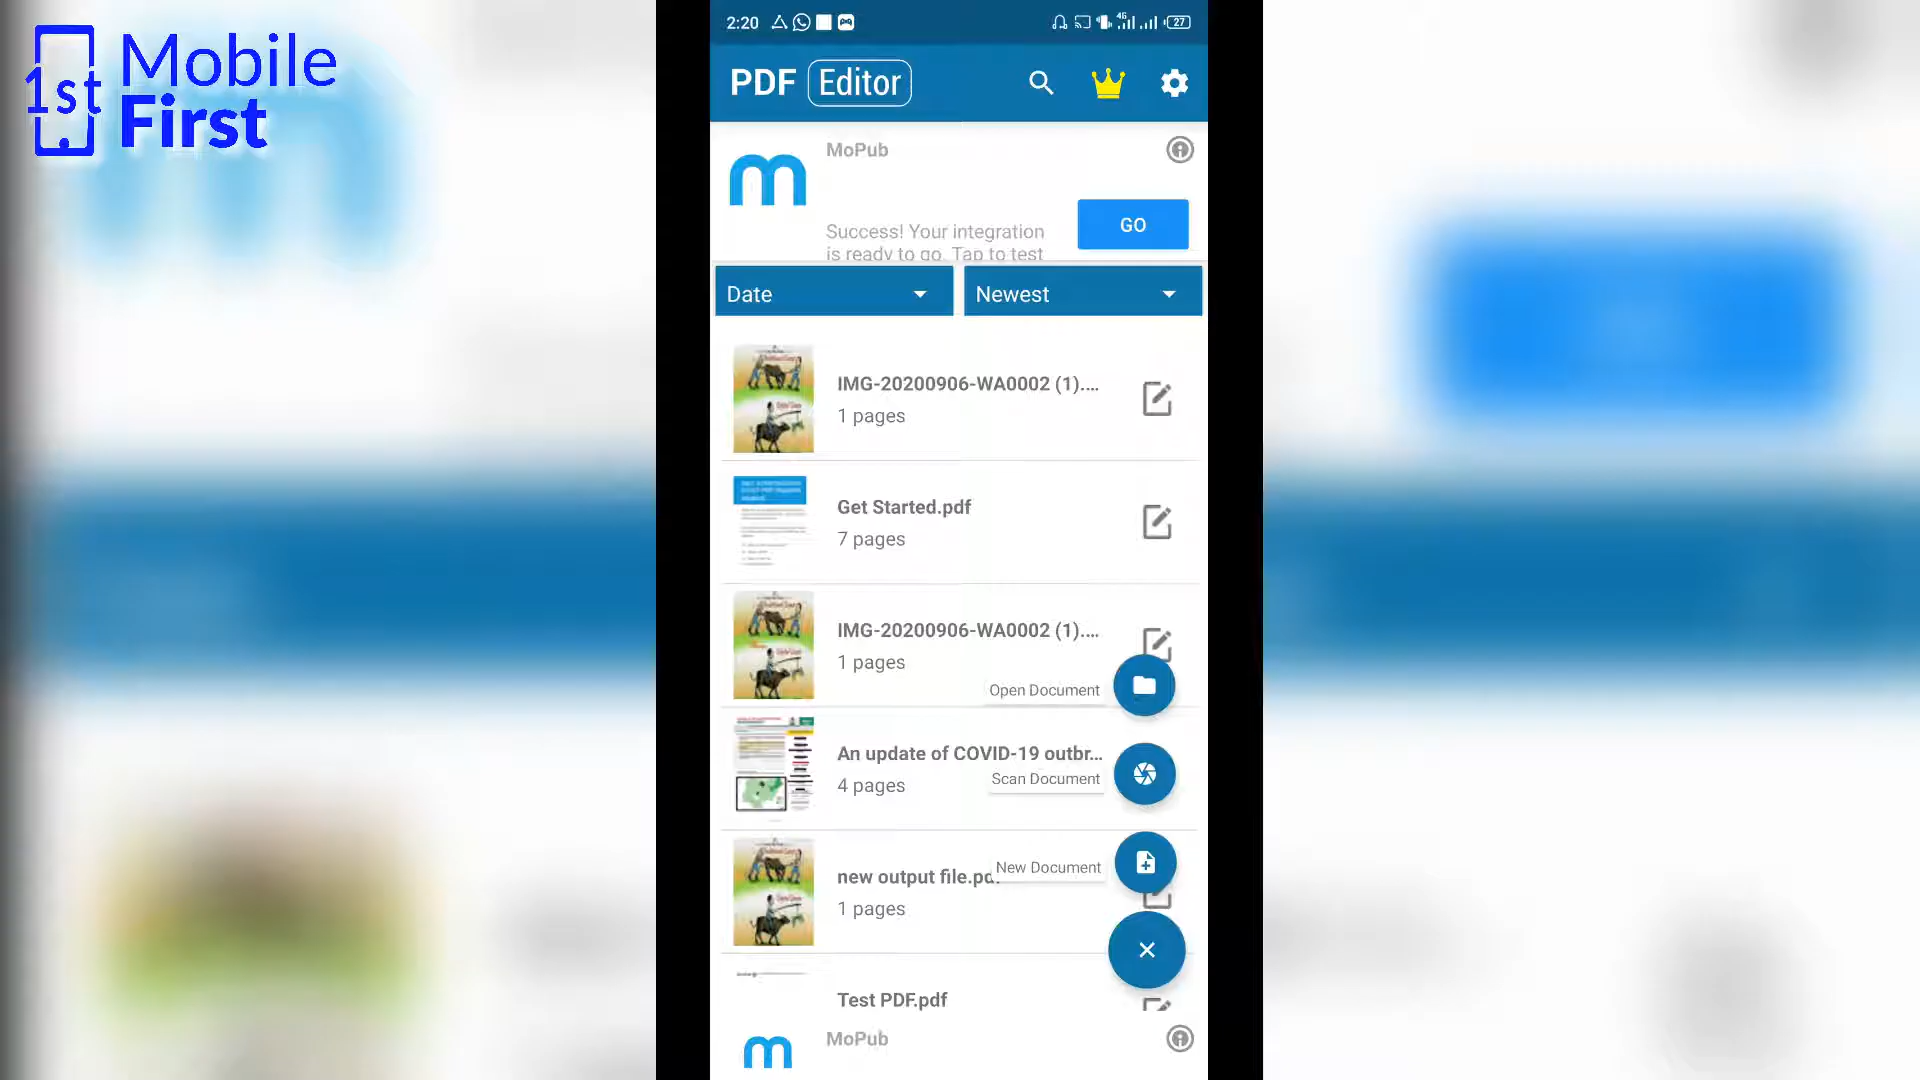 1st Mobile
First
2:20
4G
27
PDF Editor
MoPub
Success! Your integration
is ready to go. Tap to test
GO
Date
Newest
IMG-20200906-WA0002 (1)....
1 pages
Get Started.pdf
7 pages
IMG-20200906-WA0002 (1)....
1 pages
Open Document
An update of COVID-19 outbr...
4 pages
Scan Document
new output file.pd
1 pages
New Document
Test PDF.pdf
MoPub